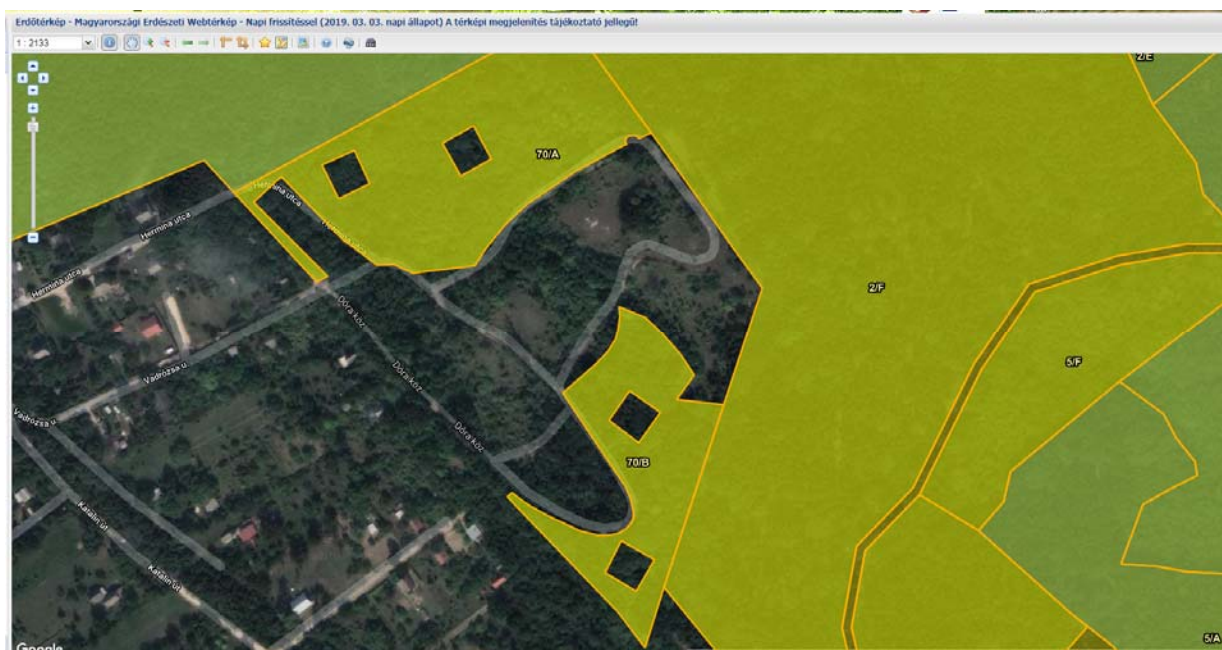 Erdőtérkép - Magyarországi Erdészeti Webtérkép - Napi frissítéssel (2019. 03. 03. napi állapot) A térképi megjelenítés tájékoztató jellegű!
1 : 2133
2/E
70/A
Hermina utca
Hermina utca
Hermina utca
Hermina utca
2/F
Dóra köz
5/F
Vadrózsa u.
Dóra köz
Vadrózsa u.
Dóra köz
70/B
Katalin út
Katalin út
5/A
Google